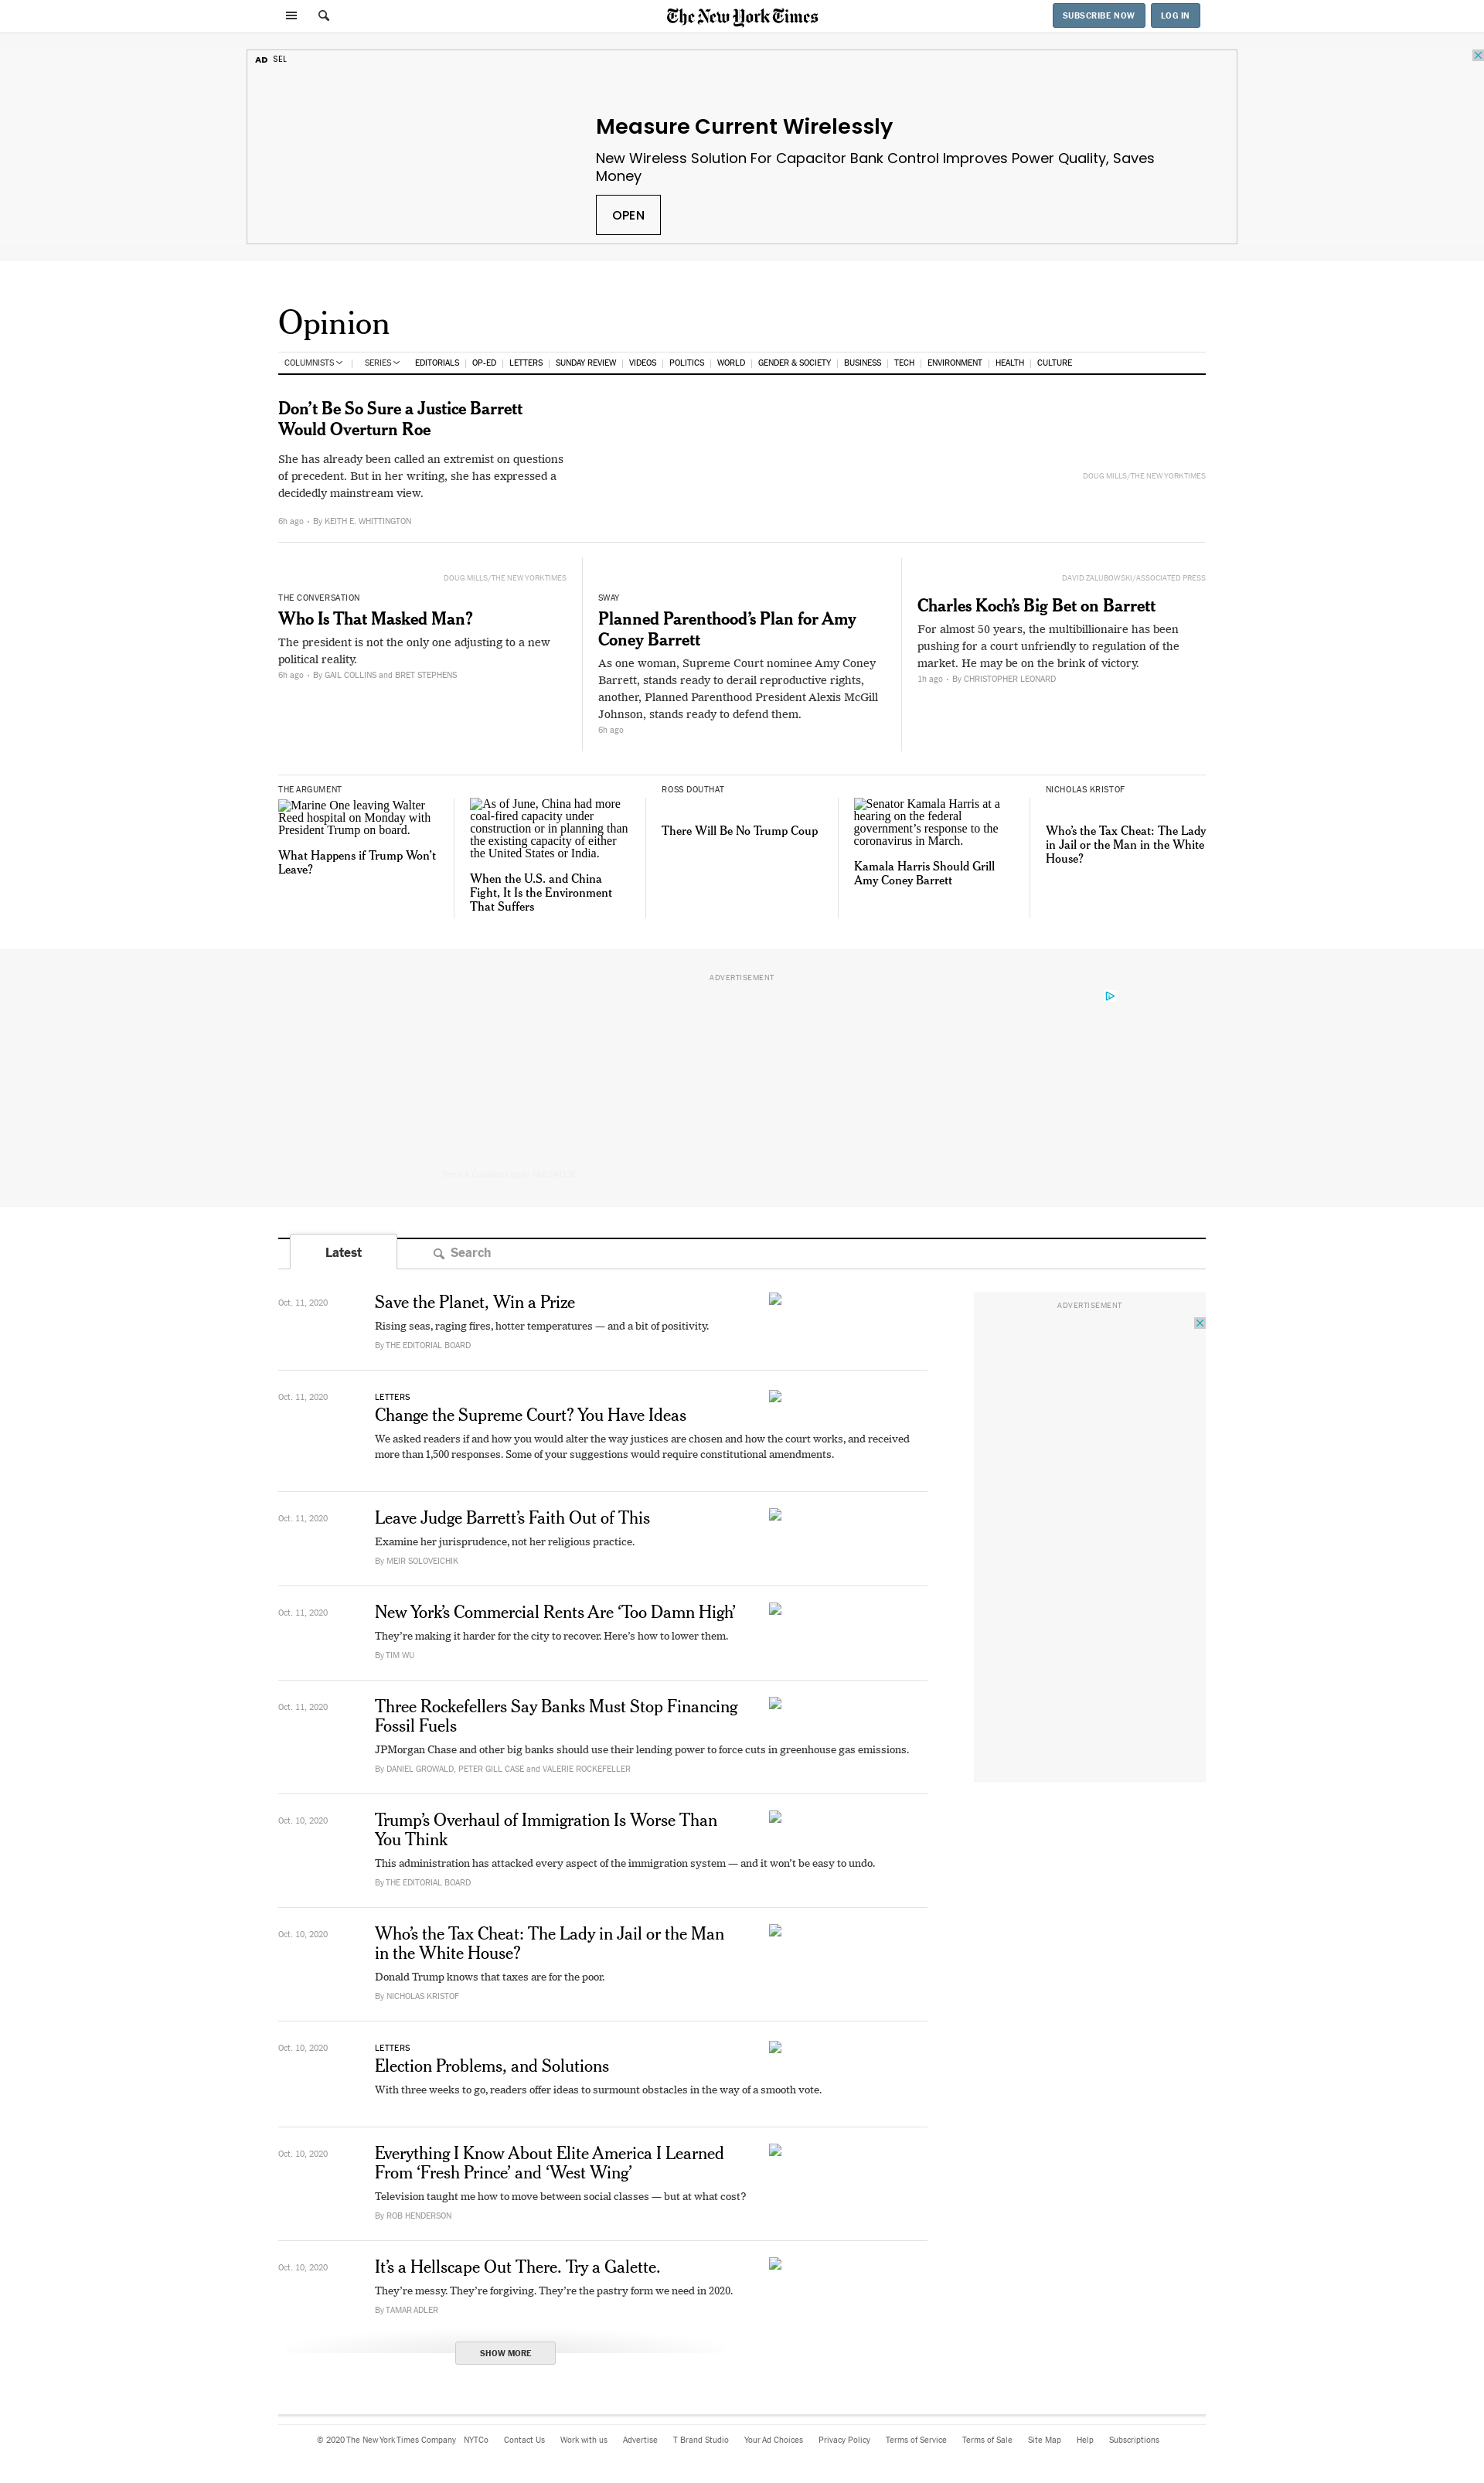 The New York Times
SUBSCRIBE NOW
LOG IN
AD SEL
Measure Current Wirelessly
New Wireless Solution For Capacitor Bank Control Improves Power Quality, Saves
Money
OPEN
Opinion
COLUMNISTS SERIES EDITORIALS OP-ED LETTERS SUNDAY REVIEW VIDEOS POLITICS WORLD GENDER & SOCIETY BUSINESS TECH ENVIRONMENT HEALTH CULTURE
Don’t Be So Sure a Justice Barrett
Would Overturn Roe
She has already been called an extremist on questions
of precedent. But in her writing, she has expressed a
decidedly mainstream view.
6h ago • By KEITH E. WHITTINGTON
DOUG MILLS/THE NEW YORK TIMES
DOUG MILLS/THE NEW YORK TIMES
THE CONVERSATION
Who Is That Masked Man?
The president is not the only one adjusting to a new
political reality.
6h ago • By GAIL COLLINS and BRET STEPHENS
SWAY
Planned Parenthood’s Plan for Amy
Coney Barrett
As one woman, Supreme Court nominee Amy Coney
Barrett, stands ready to derail reproductive rights,
another, Planned Parenthood President Alexis McGill
Johnson, stands ready to defend them.
6h ago
DAVID ZALUBOWSKI/ASSOCIATED PRESS
Charles Koch’s Big Bet on Barrett
For almost 50 years, the multibillionaire has been
pushing for a court unfriendly to regulation of the
market. He may be on the brink of victory.
1h ago • By CHRISTOPHER LEONARD
THE ARGUMENT
Marine One leaving Walter
Reed hospital on Monday with
President Trump on board.
What Happens if Trump Won’t
Leave?
As of June, China had more
coal-fired capacity under
construction or in planning than
the existing capacity of either
the United States or India.
When the U.S. and China
Fight, It Is the Environment
That Suffers
ROSS DOUTHAT
There Will Be No Trump Coup
Senator Kamala Harris at a
hearing on the federal
government’s response to the
coronavirus in March.
Kamala Harris Should Grill
Amy Coney Barrett
NICHOLAS KRISTOF
Who’s the Tax Cheat: The Lady
in Jail or the Man in the White
House?
ADVERTISEMENT
Latest
Search
ADVERTISEMENT
Oct. 11, 2020
Save the Planet, Win a Prize
Rising seas, raging fires, hotter temperatures — and a bit of positivity.
By THE EDITORIAL BOARD
Oct. 11, 2020
LETTERS
Change the Supreme Court? You Have Ideas
We asked readers if and how you would alter the way justices are chosen and how the court works, and received
more than 1,500 responses. Some of your suggestions would require constitutional amendments.
Oct. 11, 2020
Leave Judge Barrett’s Faith Out of This
Examine her jurisprudence, not her religious practice.
By MEIR SOLOVEICHIK
Oct. 11, 2020
New York’s Commercial Rents Are ‘Too Damn High’
They’re making it harder for the city to recover. Here’s how to lower them.
By TIM WU
Oct. 11, 2020
Three Rockefellers Say Banks Must Stop Financing
Fossil Fuels
JPMorgan Chase and other big banks should use their lending power to force cuts in greenhouse gas emissions.
By DANIEL GROWALD, PETER GILL CASE and VALERIE ROCKEFELLER
Oct. 10, 2020
Trump’s Overhaul of Immigration Is Worse Than
You Think
This administration has attacked every aspect of the immigration system — and it won’t be easy to undo.
By THE EDITORIAL BOARD
Oct. 10, 2020
Who’s the Tax Cheat: The Lady in Jail or the Man
in the White House?
Donald Trump knows that taxes are for the poor.
By NICHOLAS KRISTOF
Oct. 10, 2020
LETTERS
Election Problems, and Solutions
With three weeks to go, readers offer ideas to surmount obstacles in the way of a smooth vote.
Oct. 10, 2020
Everything I Know About Elite America I Learned
From ‘Fresh Prince’ and ‘West Wing’
Television taught me how to move between social classes — but at what cost?
By ROB HENDERSON
Oct. 10, 2020
It’s a Hellscape Out There. Try a Galette.
They’re messy. They’re forgiving. They’re the pastry form we need in 2020.
By TAMAR ADLER
SHOW MORE
© 2020 The New York Times Company NYTCo Contact Us Work with us Advertise T Brand Studio Your Ad Choices Privacy Policy Terms of Service Terms of Sale Site Map Help Subscriptions